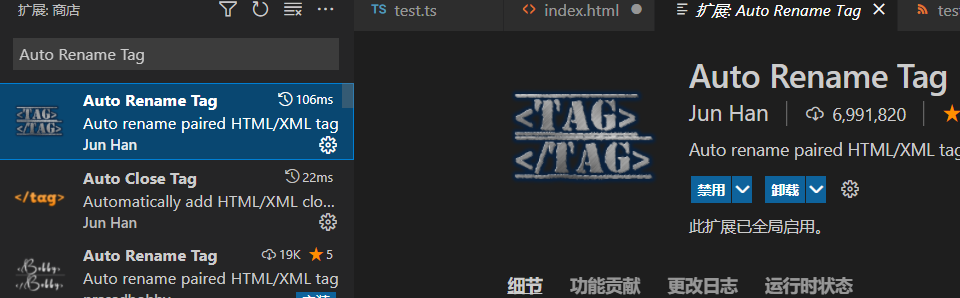 扩展: 商店
Auto Rename Tag
<TAG>
</TAG>
Auto Rename Tag 106ms
Auto rename paired HTML/XML tag
Jun Han
</tag>
Auto Close Tag 22ms
Automatically add HTML/XML clo...
Jun Han
<Bobby>
</Bobby>
Auto Rename Tag 19K 5
Auto rename paired HTML/XML tag
TS test.ts
<> index.html
扩展: Auto Rename Tag
<TAG>
</TAG>
Auto Rename Tag
Jun Han 6,991,820
Auto rename paired HTML/XML tag
禁用 卸载
此扩展已全局启用。
细节 功能贡献 更改日志 运行时状态